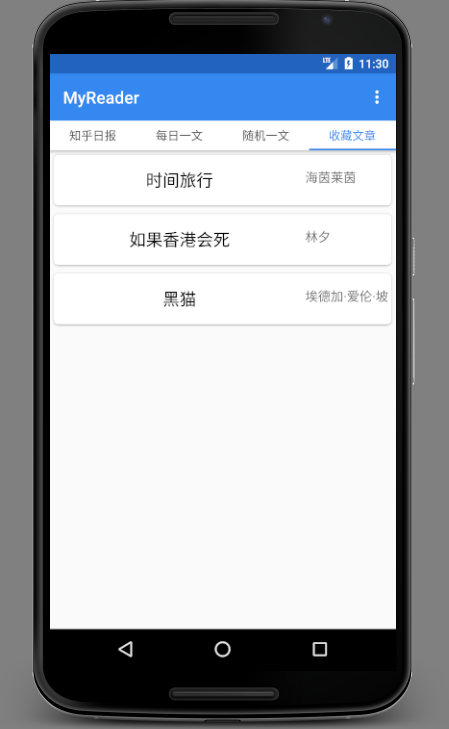 LTE 11:30
MyReader
知乎日报 每日一文 随机一文 收藏文章
时间旅行 海茵莱茵
如果香港会死 林夕
黑猫 埃德加·爱伦·坡